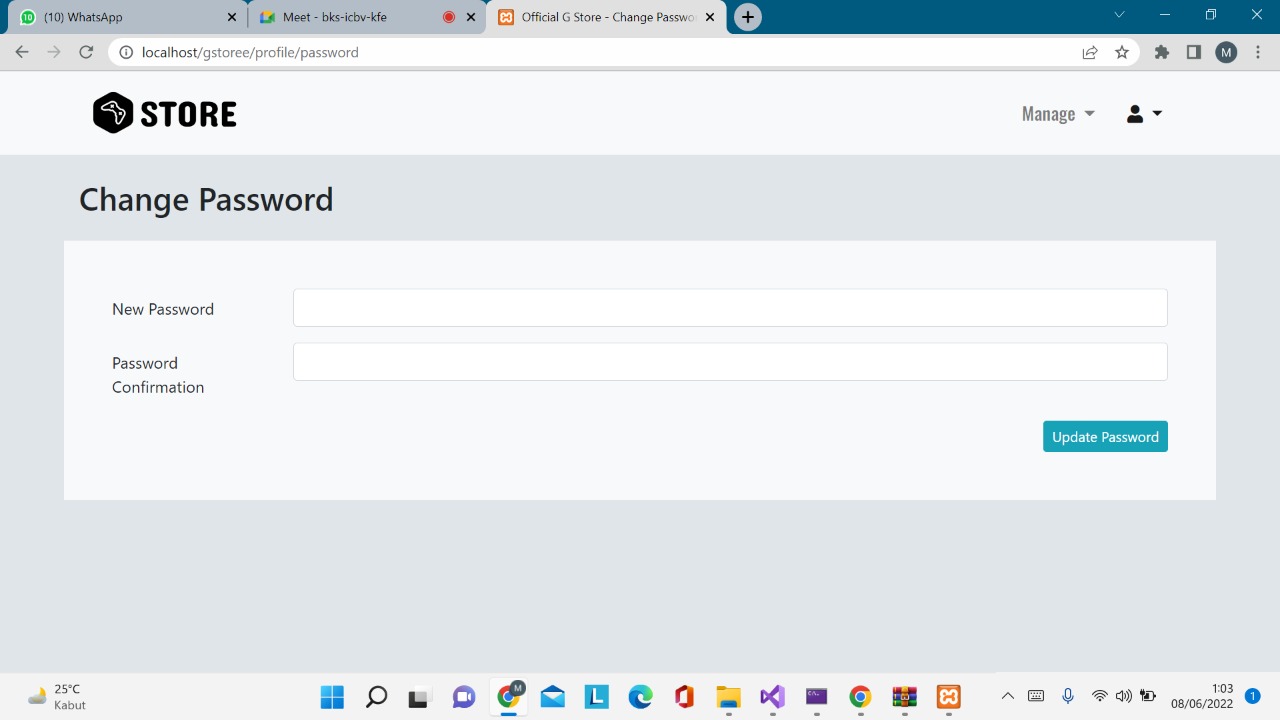 (10) WhatsApp
Meet - bks-icbv-kfe
Official G Store - Change Passwo
localhost/gstoree/profile/password
M
STORE
Manage
Change Password
New Password
Password
Confirmation
Update Password
25°C
Kabut
M
L
1:03
08/06/2022
1